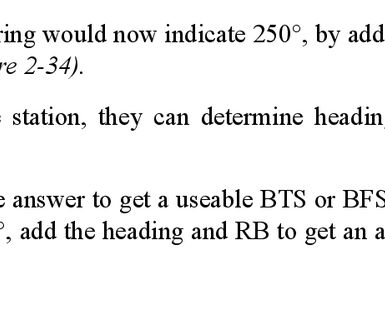 ring would now indicate 250°, by add
re 2-34).
station, they can determine headin
answer to get a useable BTS or BFS
°, add the heading and RB to get an a